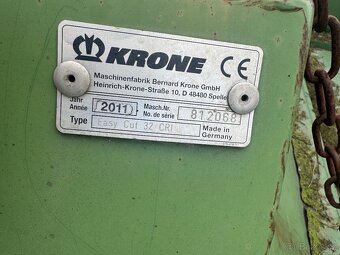 KRONE CE
Maschinenfabrik Bernard Krone GmbH
Heinrich-Krone-Straße 10, D 48480 Spelle
Jahr 2011 Masch.Nr. 812068
Année No. de série
Type Easy Cut 32 CRi Made in
Germany